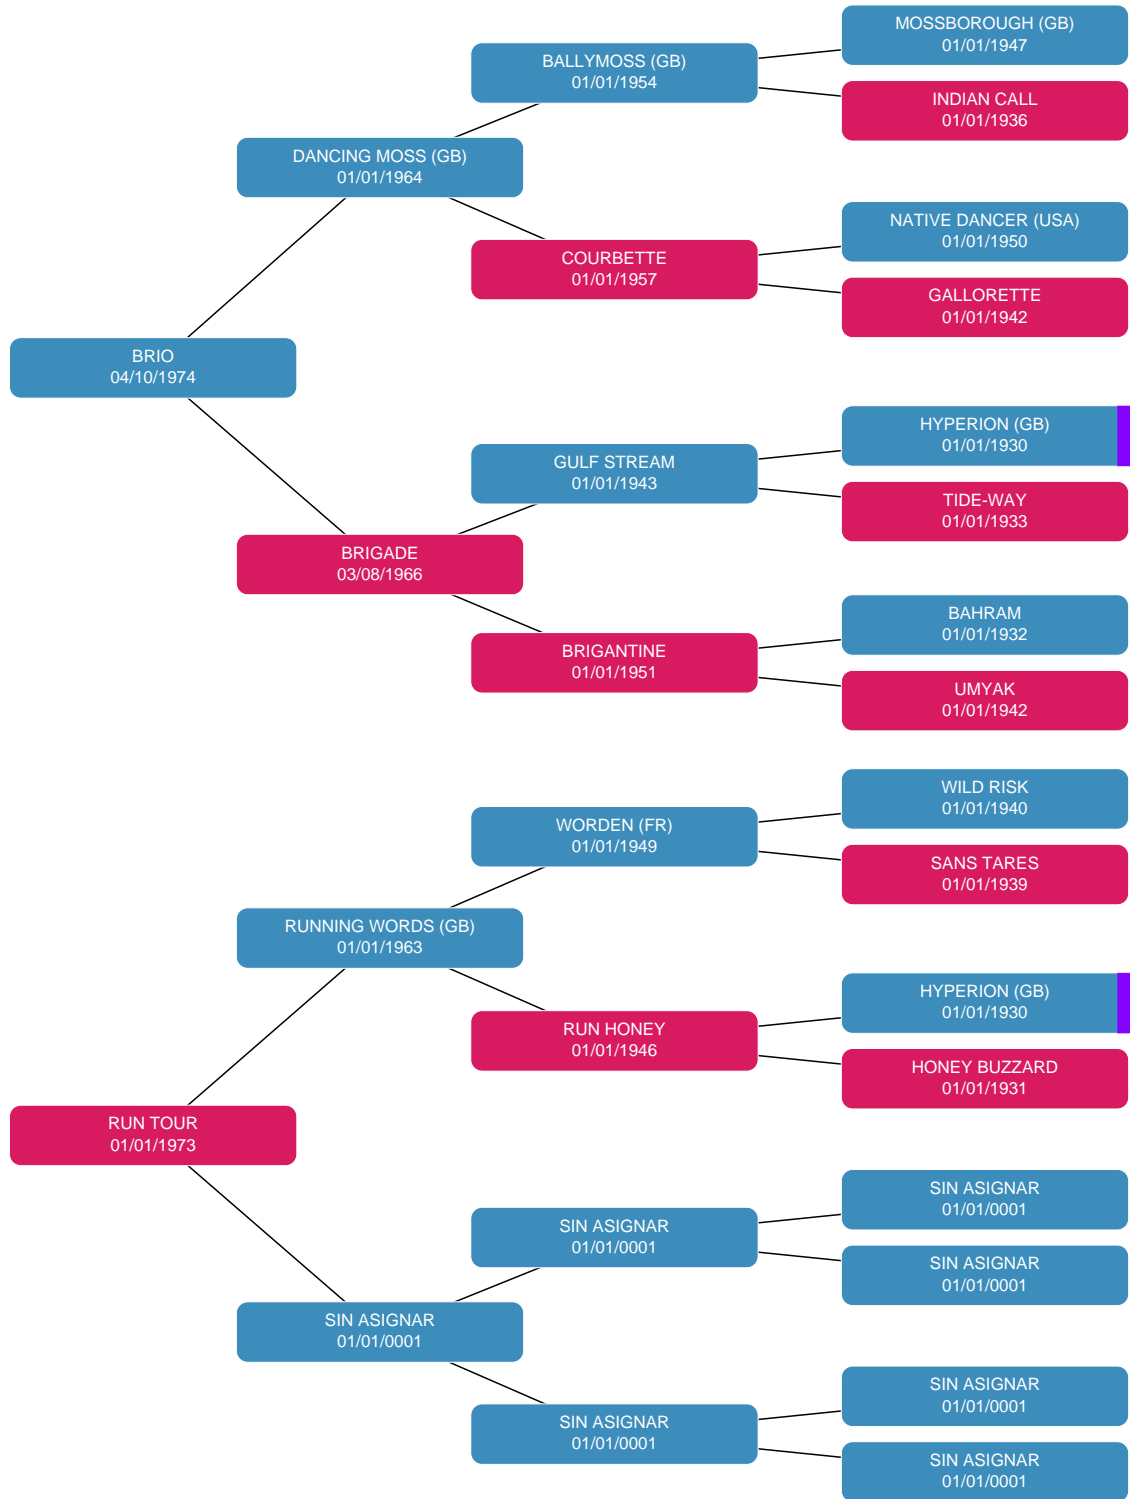 MOSSBOROUGH (GB)
01/01/1947
BALLYMOSS (GB)
01/01/1954
INDIAN CALL
01/01/1936
DANCING MOSS (GB)
01/01/1964
NATIVE DANCER (USA)
01/01/1950
COURBETTE
01/01/1957
GALLORETTE
01/01/1942
BRIO
04/10/1974
HYPERION (GB)
01/01/1930
GULF STREAM
01/01/1943
TIDE-WAY
01/01/1933
BRIGADE
03/08/1966
BAHRAM
01/01/1932
BRIGANTINE
01/01/1951
UMYAK
01/01/1942
WILD RISK
01/01/1940
WORDEN (FR)
01/01/1949
SANS TARES
01/01/1939
RUNNING WORDS (GB)
01/01/1963
HYPERION (GB)
01/01/1930
RUN HONEY
01/01/1946
HONEY BUZZARD
01/01/1931
RUN TOUR
01/01/1973
SIN ASIGNAR
01/01/0001
SIN ASIGNAR
01/01/0001
SIN ASIGNAR
01/01/0001
SIN ASIGNAR
01/01/0001
SIN ASIGNAR
01/01/0001
SIN ASIGNAR
01/01/0001
SIN ASIGNAR
01/01/0001